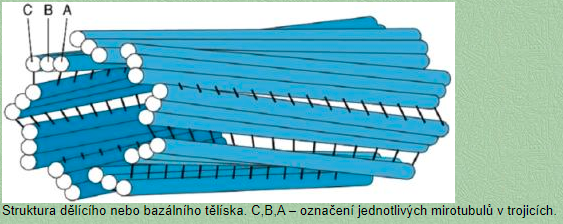 C B A
Struktura dělícího nebo bazálního tělíska. C,B,A – označení jednotlivých mirotubulů v trojicích.